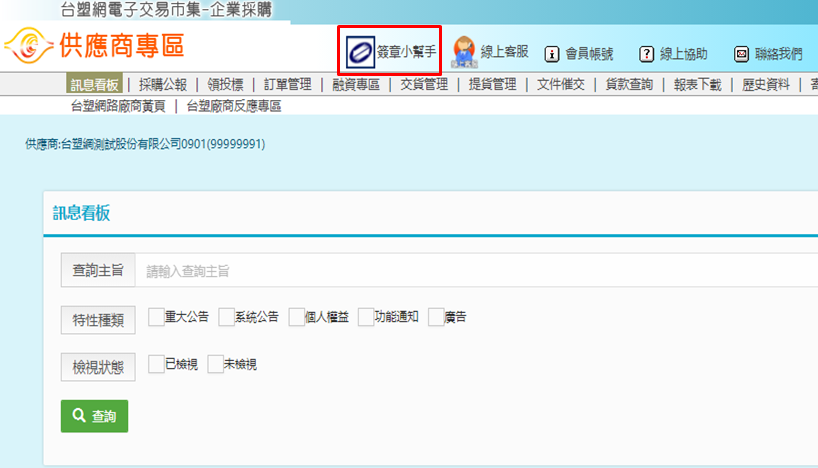 台塑網電子交易市集-企業採購
供應商專區
簽章小幫手 線上客服 會員帳號 線上協助 聯絡我們
訊息看板 | 採購公報 | 領投標 | 訂單管理 | 融資專區 | 交貨管理 | 提貨管理 | 文件催交 | 貨款查詢 | 報表下載 | 歷史資料 |
台塑網路廠商黃頁 | 台塑廠商反應專區
供應商:台塑網測試股份有限公司0901(99999991)
訊息看板
查詢主旨 請輸入查詢主旨
特性種類 重大公告 系統公告 個人權益 功能通知 廣告
檢視狀態 已檢視 未檢視
查詢